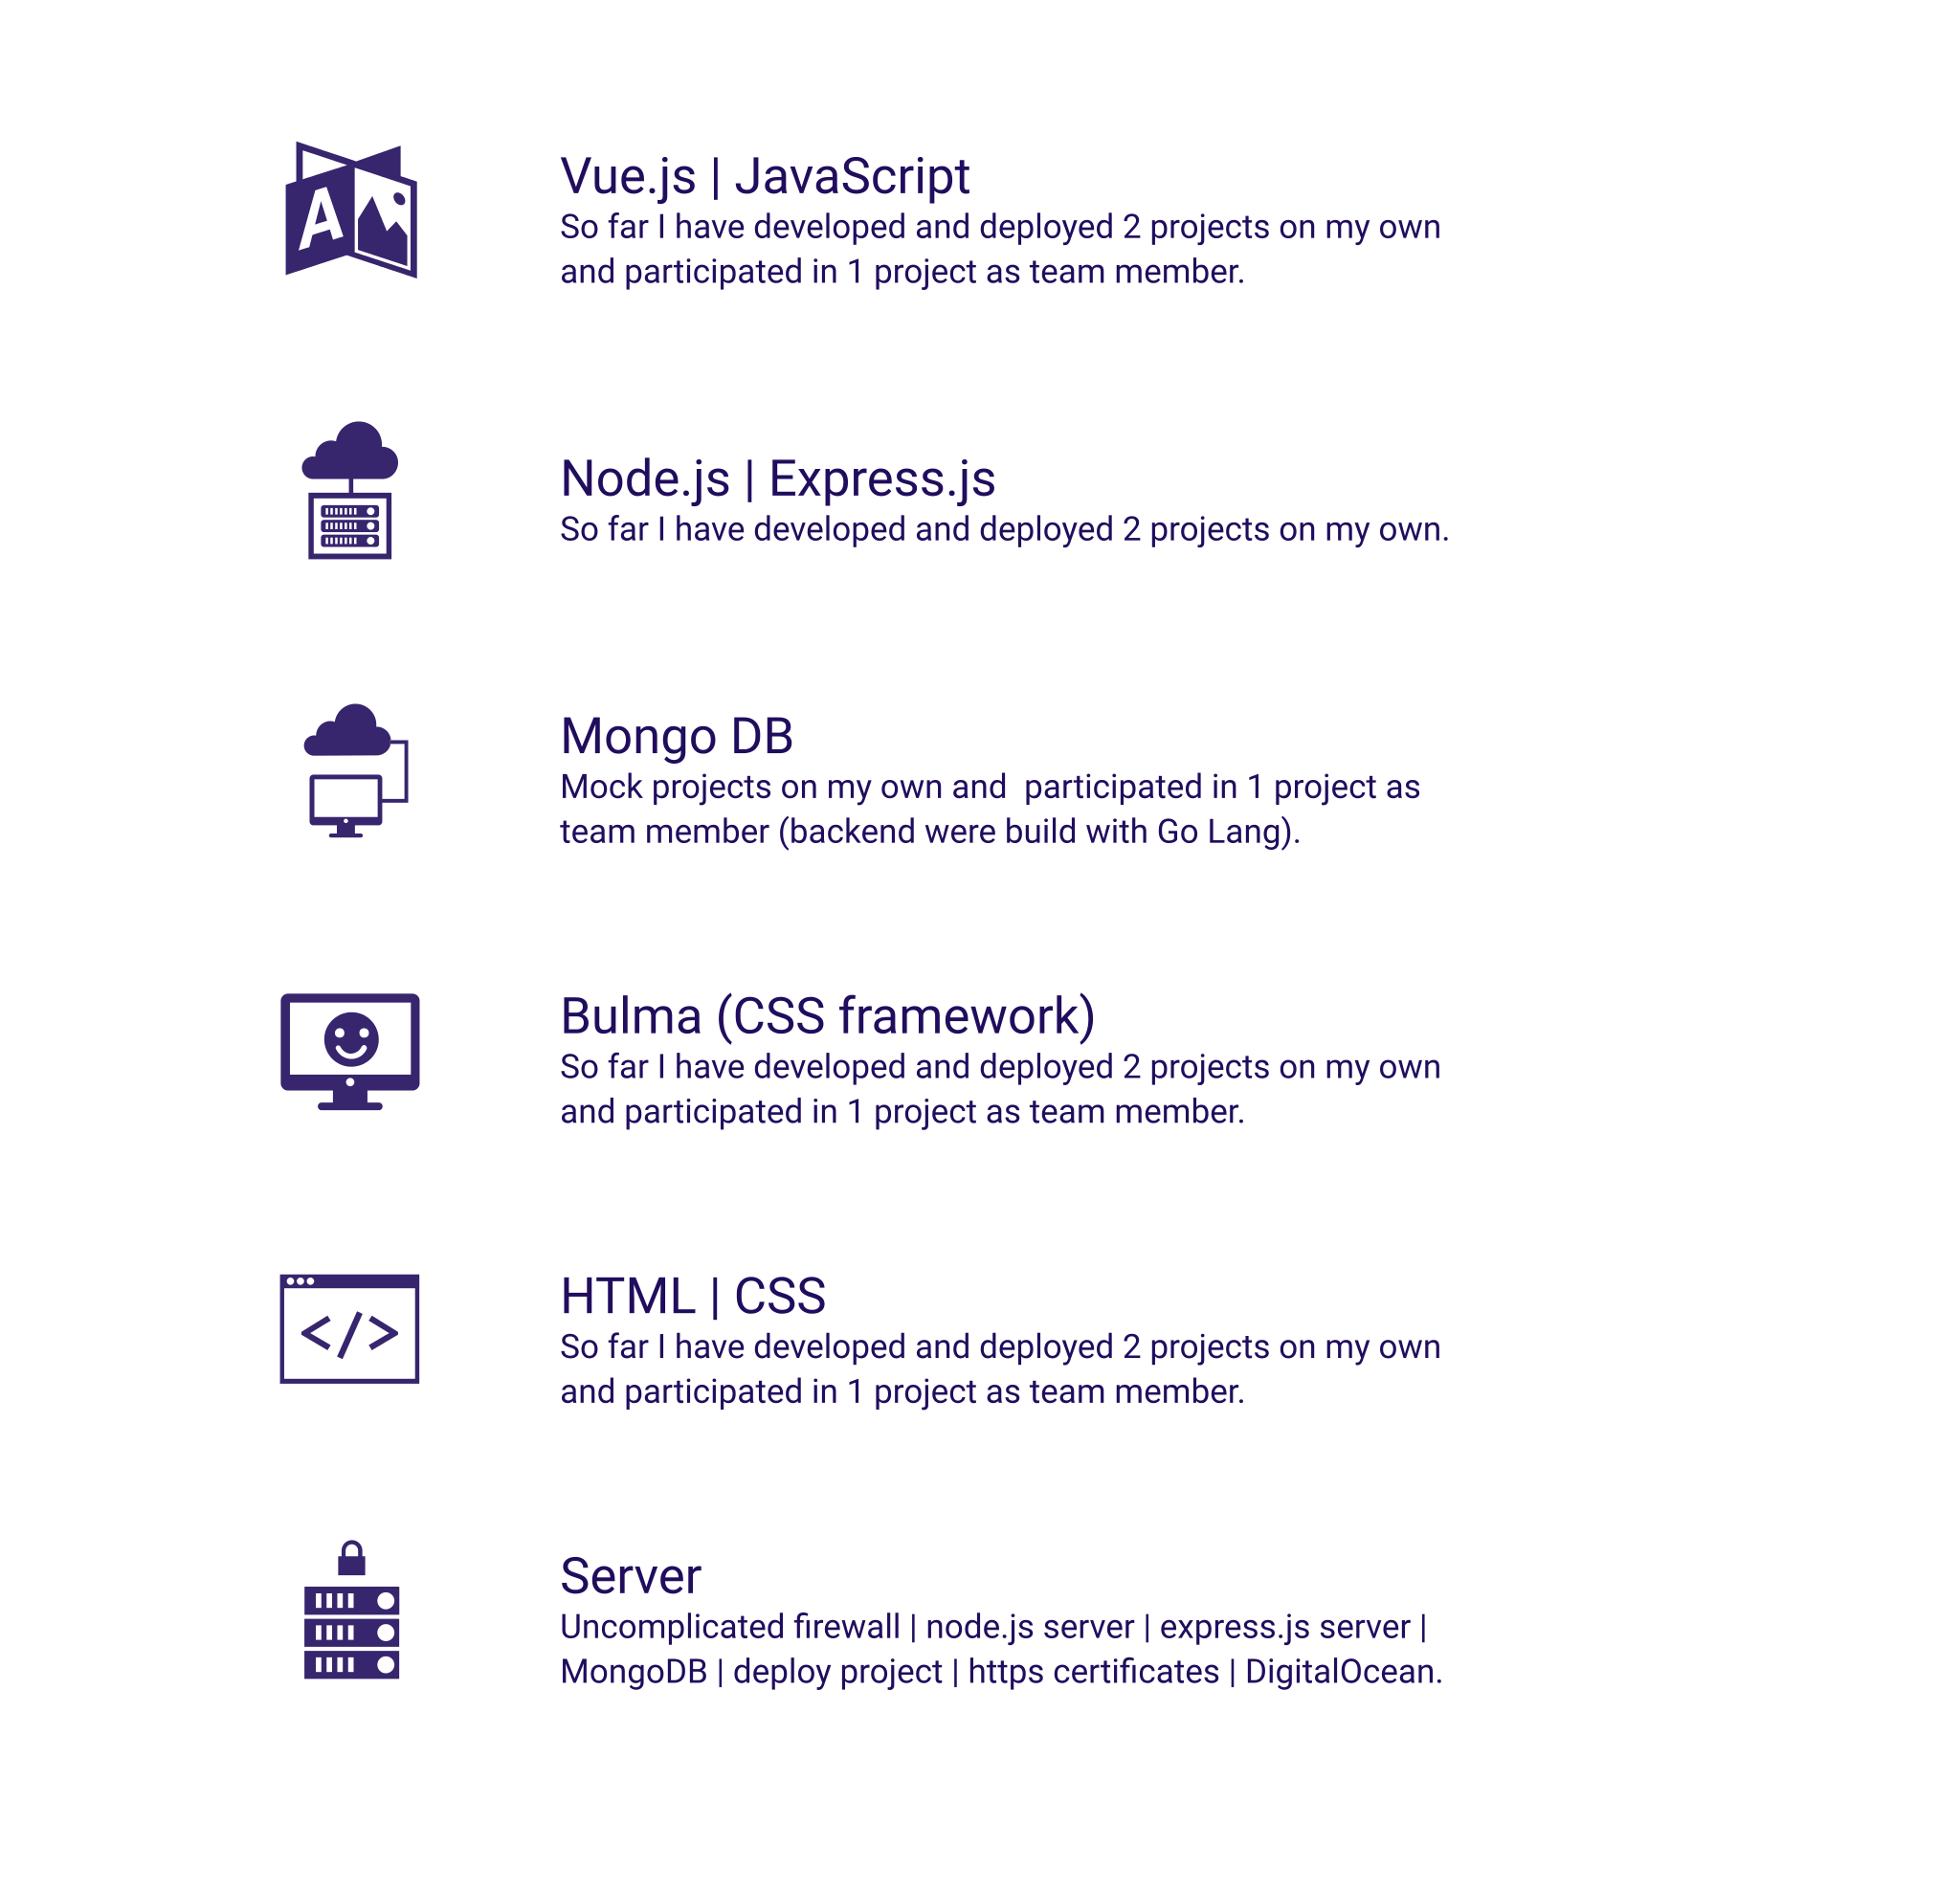 Vue.js | JavaScript
So far I have developed and deployed 2 projects on my own
and participated in 1 project as team member.
Node.js | Express.js
So far I have developed and deployed 2 projects on my own.
Mongo DB
Mock projects on my own and  participated in 1 project as
team member (backend were build with Go Lang).
Bulma (CSS framework)
So far I have developed and deployed 2 projects on my own
and participated in 1 project as team member.
HTML | CSS
So far I have developed and deployed 2 projects on my own
and participated in 1 project as team member.
Server
Uncomplicated firewall | node.js server | express.js server |
MongoDB | deploy project | https certificates | DigitalOcean.